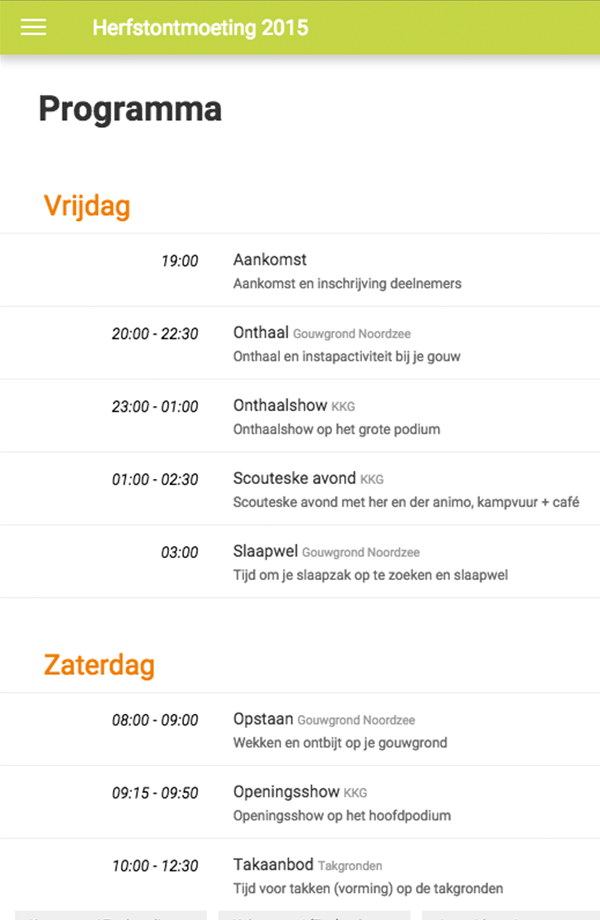 Herfstontmoeting 2015
Programma
Vrijdag
19:00 Aankomst
Aankomst en inschrijving deelnemers
20:00 - 22:30 Onthaal Gouwgrond Noordzee
Onthaal en instapactiviteit bij je gouw
23:00 - 01:00 Onthaalshow KKG
Onthaalshow op het grote podium
01:00 - 02:30 Scouteske avond KKG
Scouteske avond met her en der animo, kampvuur + café
03:00 Slaapwel Gouwgrond Noordzee
Tijd om je slaapzak op te zoeken en slaapwel
Zaterdag
08:00 - 09:00 Opstaan Gouwgrond Noordzee
Wekken en ontbijt op je gouwgrond
09:15 - 09:50 Openingsshow KKG
Openingsshow op het hoofdpodium
10:00 - 12:30 Takaanbod Takgronden
Tijd voor takken (vorming) op de takgronden